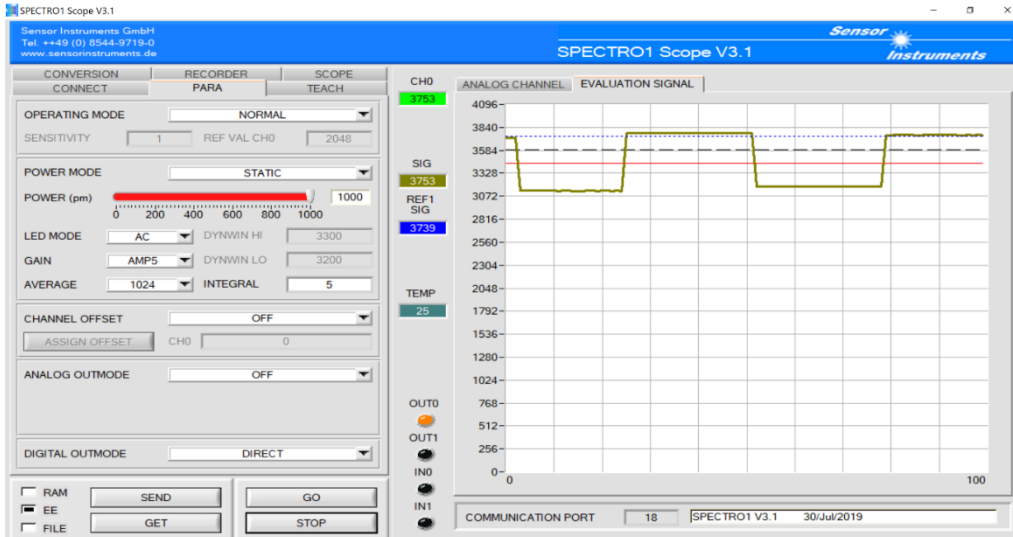 SPECTRO1 Scope V3.1
Sensor Instruments GmbH
Tel. ++49 (0) 8544-9719-0
www.sensorinstruments.de
SPECTRO1 Scope V3.1
Sensor
Instruments
CONVERSION RECORDER SCOPE
CONNECT PARA TEACH
OPERATING MODE NORMAL
SENSITIVITY 1 REF VAL CH0 2048
POWER MODE STATIC
POWER (pm) 1000
0 200 400 600 800 1000
LED MODE AC DYNWIN HI 3300
GAIN AMP5 DYNWIN LO 3200
AVERAGE 1024 INTEGRAL 5
CHANNEL OFFSET OFF
ASSIGN OFFSET CH0 0
ANALOG OUTMODE OFF
DIGITAL OUTMODE DIRECT
RAM
EE
FILE
SEND GO
GET STOP
CH0
3753
SIG
3753
REF1
SIG
3739
TEMP
25
OUT0
OUT1
IN0
IN1
ANALOG CHANNEL EVALUATION SIGNAL
4096
3840
3584
3328
3072
2816
2560
2304
2048
1792
1536
1280
1024
768
512
256
0
0 100
COMMUNICATION PORT 18 SPECTRO1 V3.1 30/Jul/2019